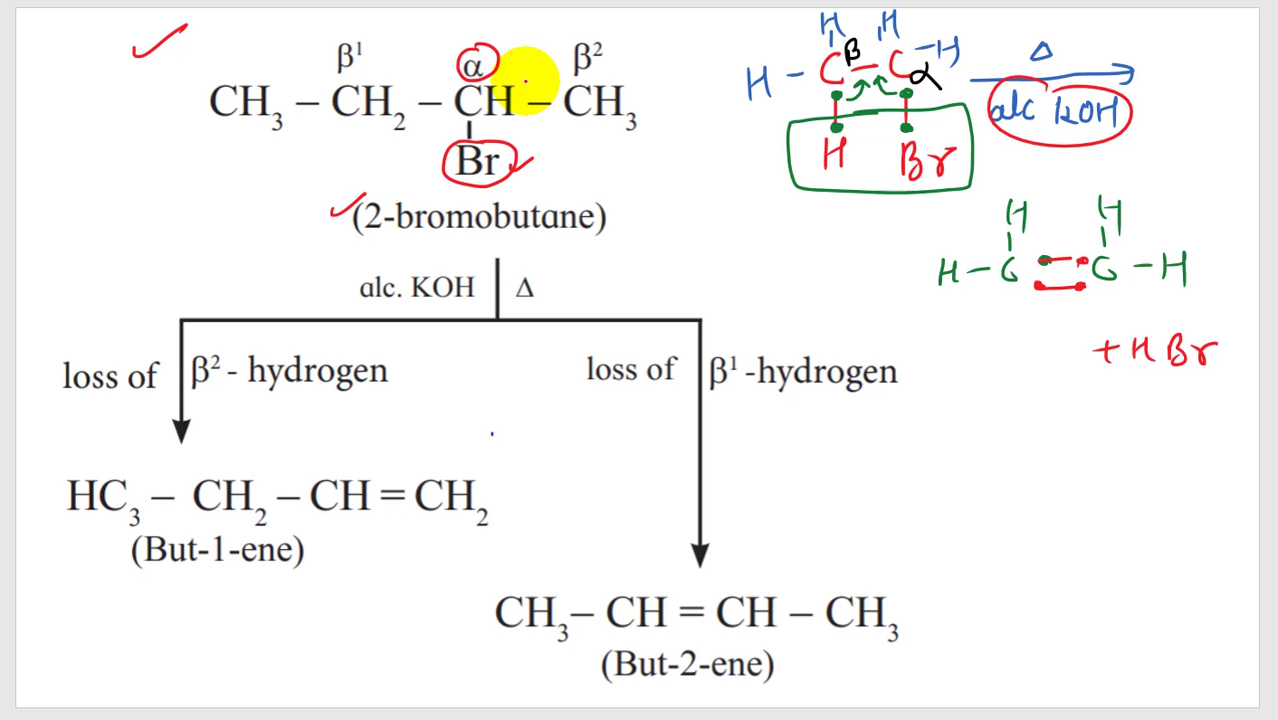 β¹ α β²
CH₃ – CH₂ – CH – CH₃
Br
(2-bromobutane)
alc. KOH Δ
loss of β² - hydrogen
loss of β¹ -hydrogen
HC₃ – CH₂ – CH = CH₂
(But-1-ene)
CH₃ – CH = CH – CH₃
(But-2-ene)
H H
H – C β – C α – H Δ
alc KOH
H Br
H H
H – C = C – H
+ H Br